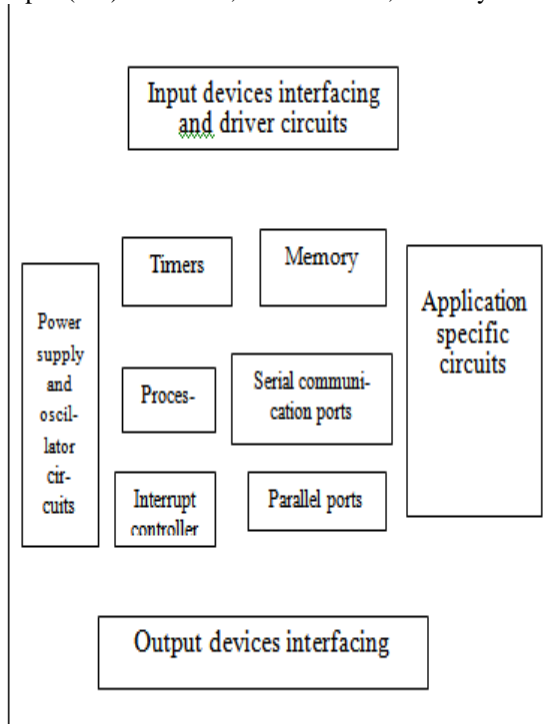 Input devices interfacing
and driver circuits
Timers
Memory
Application
specific
circuits
Power
supply
and
oscil-
lator
cir-
cuits
Proces-
Serial communi-
cation ports
Interrupt
controller
Parallel ports
Output devices interfacing